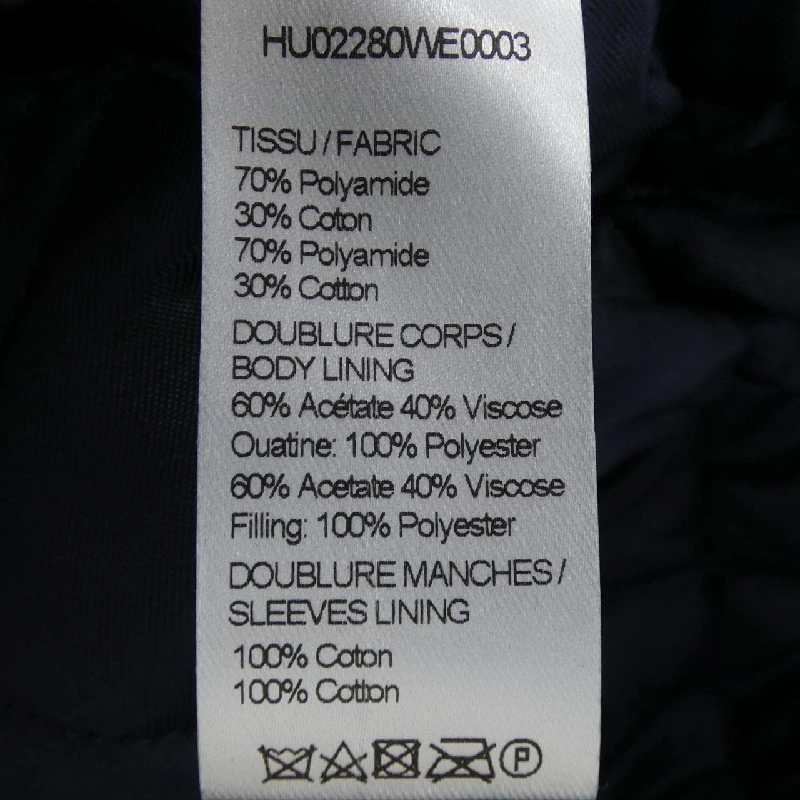 HU02280WE0003
TISSU / FABRIC
70% Polyamide
30% Coton
70% Polyamide
30% Cotton
DOUBLURE CORPS /
BODY LINING
60% Acétate 40% Viscose
Ouatine: 100% Polyester
60% Acetate 40% Viscose
Filling: 100% Polyester
DOUBLURE MANCHES /
SLEEVES LINING
100% Coton
100% Cotton
P